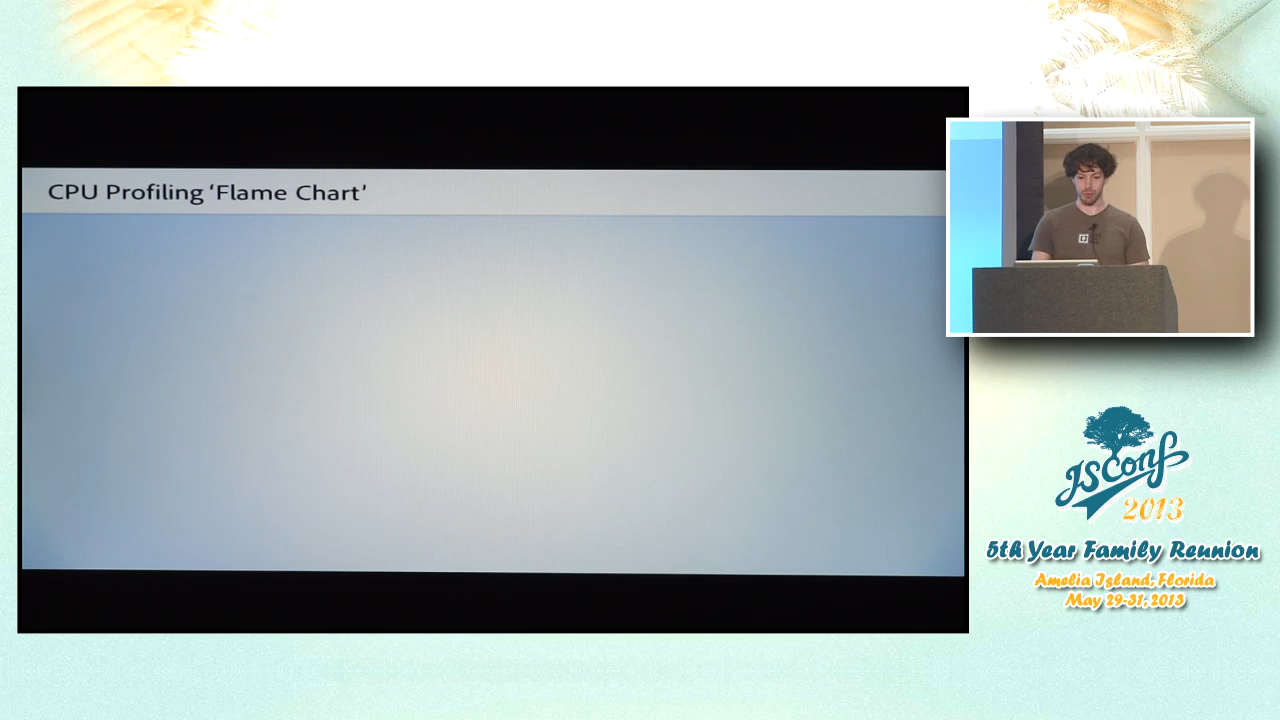 CPU Profiling ‘Flame Chart’
JSConf
2013
5th Year Family Reunion
Amelia Island, Florida
May 29-31, 2013